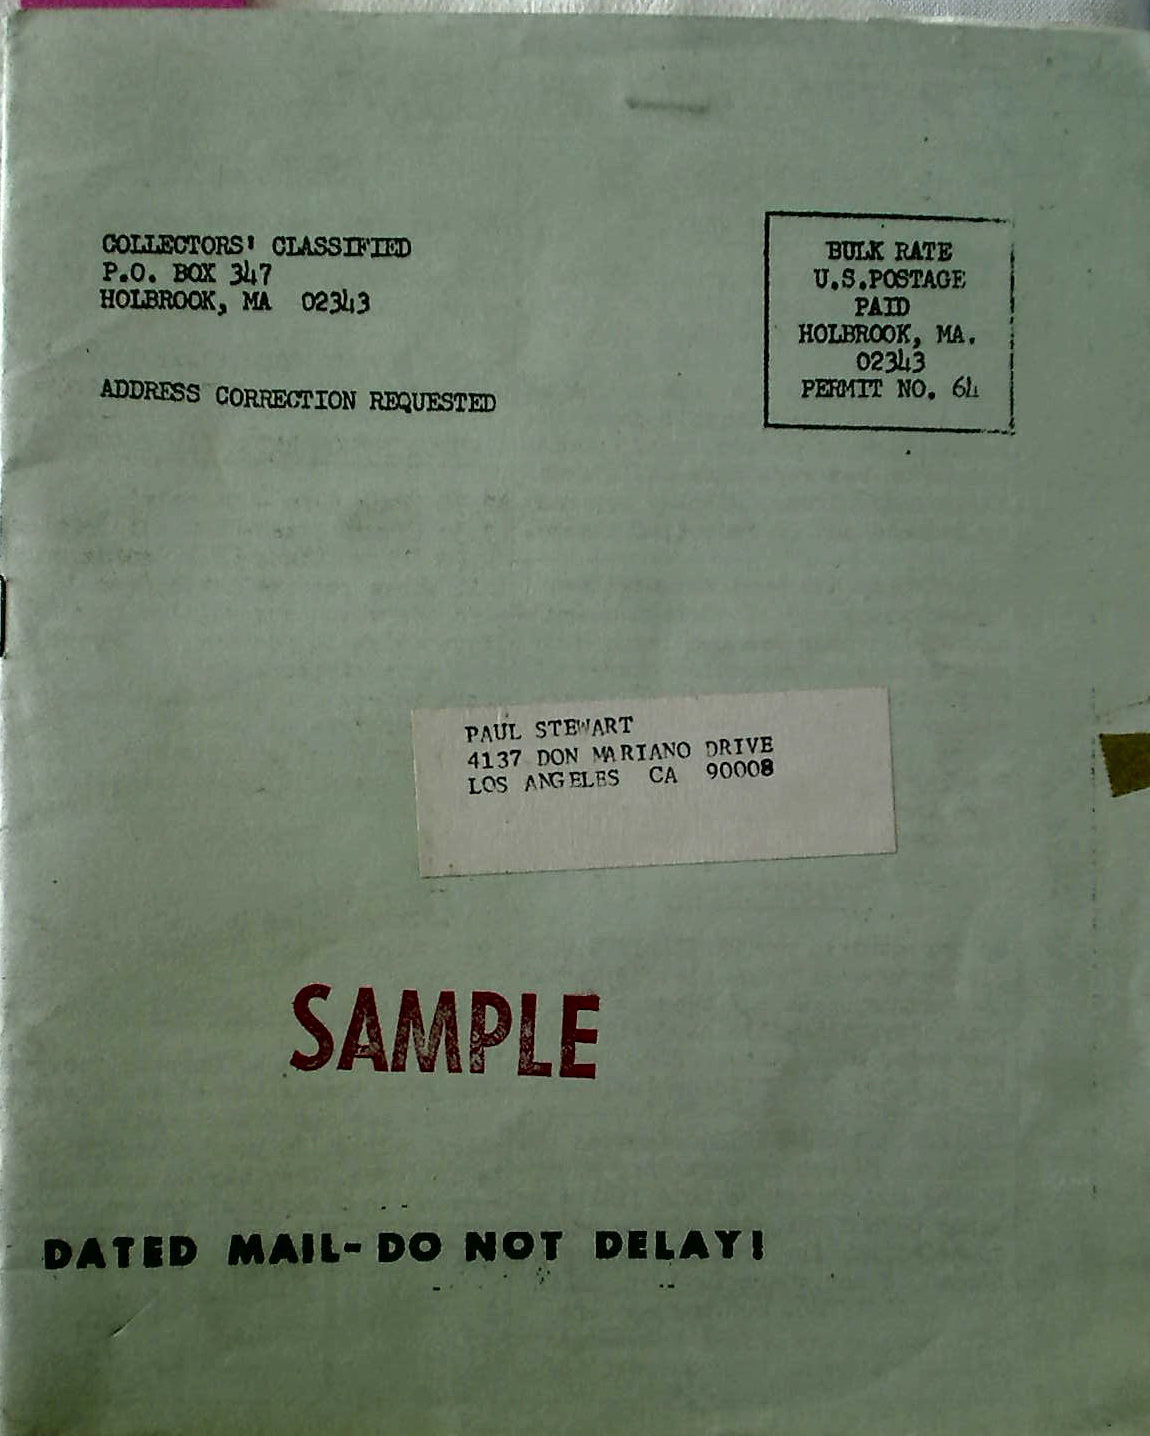 COLLECTORS' CLASSIFIED
P.O. BOX 347
HOLBROOK, MA 02343
ADDRESS CORRECTION REQUESTED
BULK RATE
U.S.POSTAGE
PAID
HOLBROOK, MA.
02343
PERMIT NO. 64
PAUL STEWART
4137 DON MARIANO DRIVE
LOS ANGELES CA 90008
SAMPLE
DATED MAIL-DO NOT DELAY!